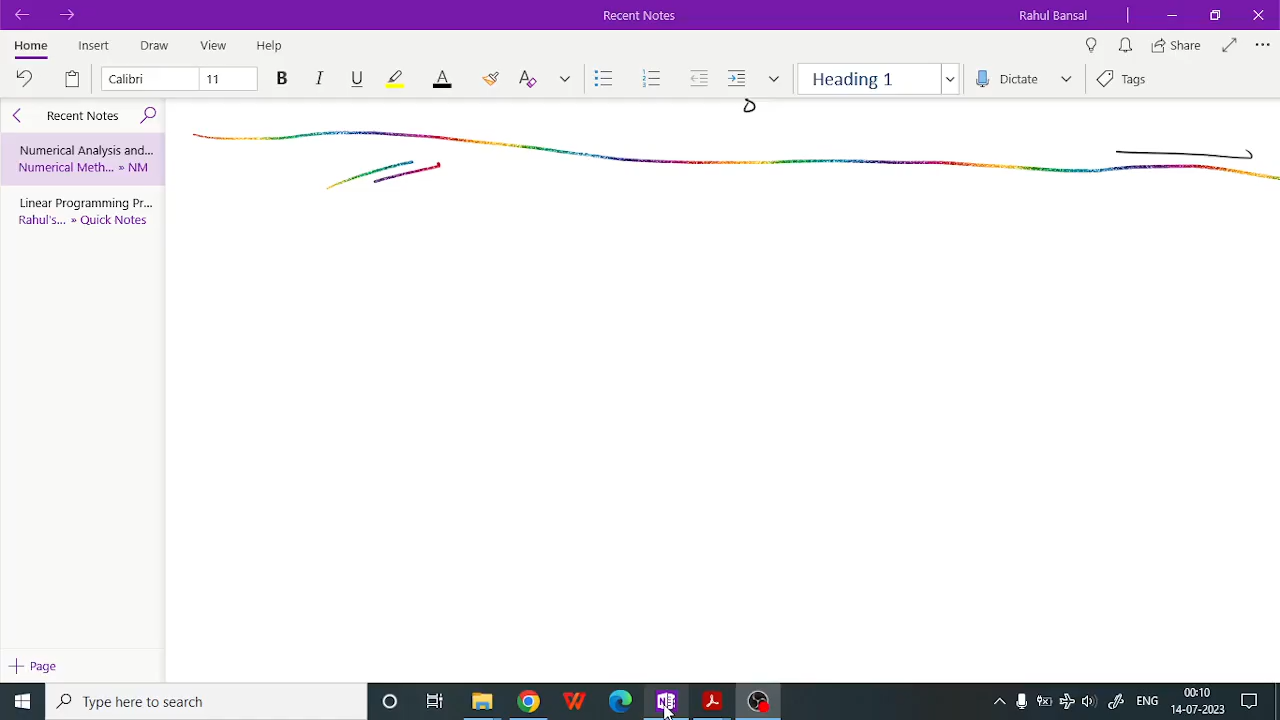 Recent Notes
Rahul Bansal
Home
Insert
Draw
View
Help
Share
Calibri
11
B
I
U
A
A
Heading 1
Dictate
Tags
Recent Notes
Numerical Analysis and...
Numerical Meth... » NM
Linear Programming Pr...
Rahul's... » Quick Notes
Page
Type here to search
ENG
00:10
14-07-2023